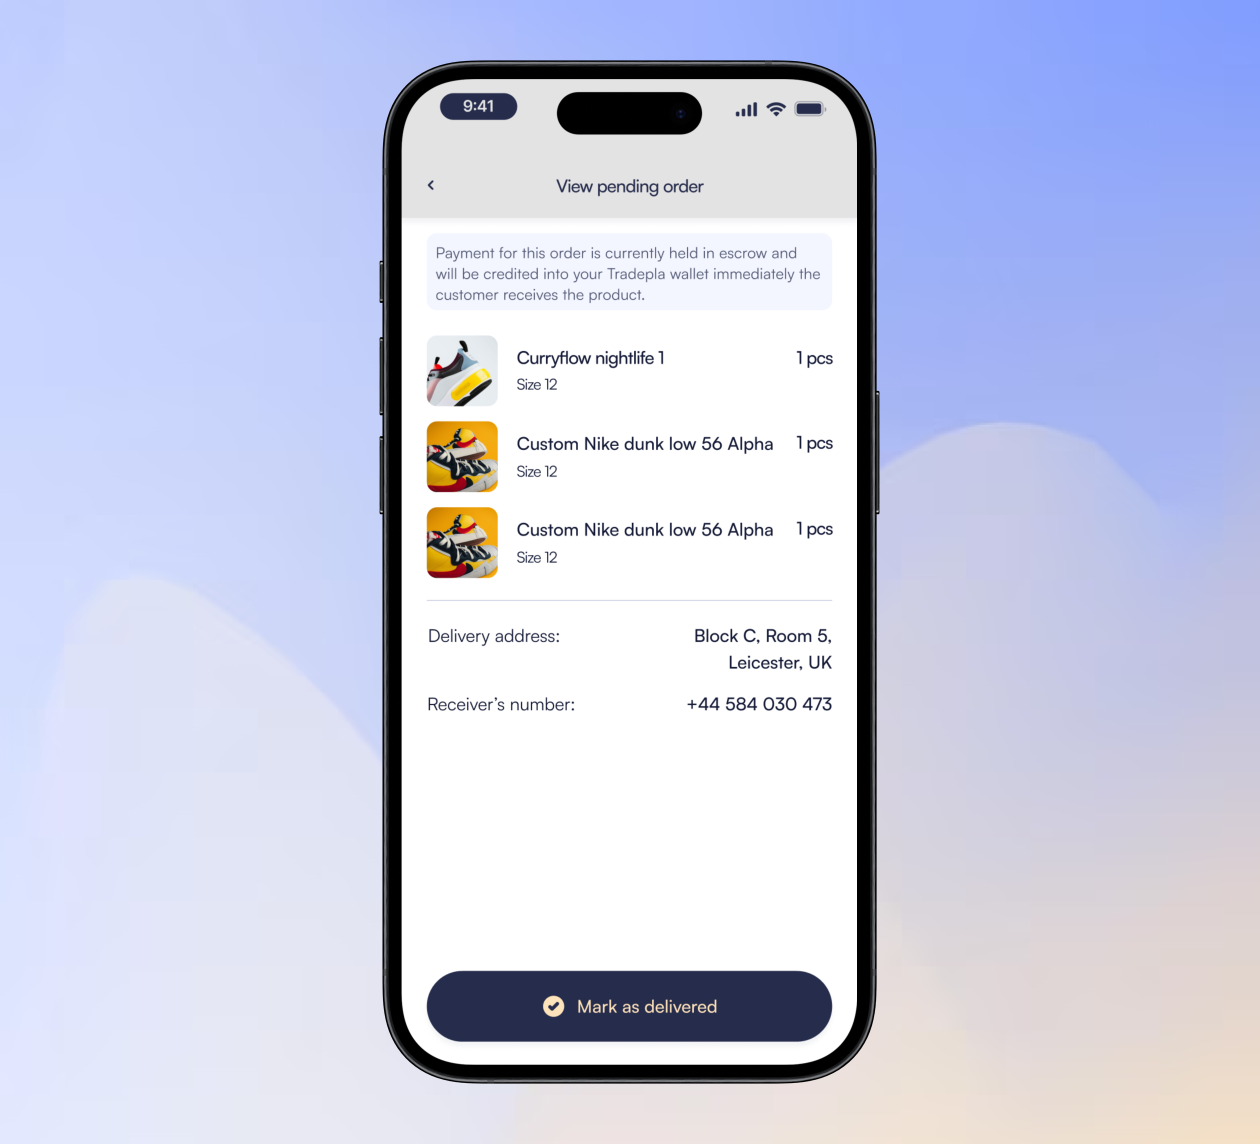 9:41
View pending order
Payment for this order is currently held in escrow and
will be credited into your Tradepla wallet immediately the
customer receives the product.
Curryflow nightlife 1 1 pcs
Size 12
Custom Nike dunk low 56 Alpha 1 pcs
Size 12
Custom Nike dunk low 56 Alpha 1 pcs
Size 12
Delivery address: Block C, Room 5,
Leicester, UK
Receiver’s number: +44 584 030 473
Mark as delivered